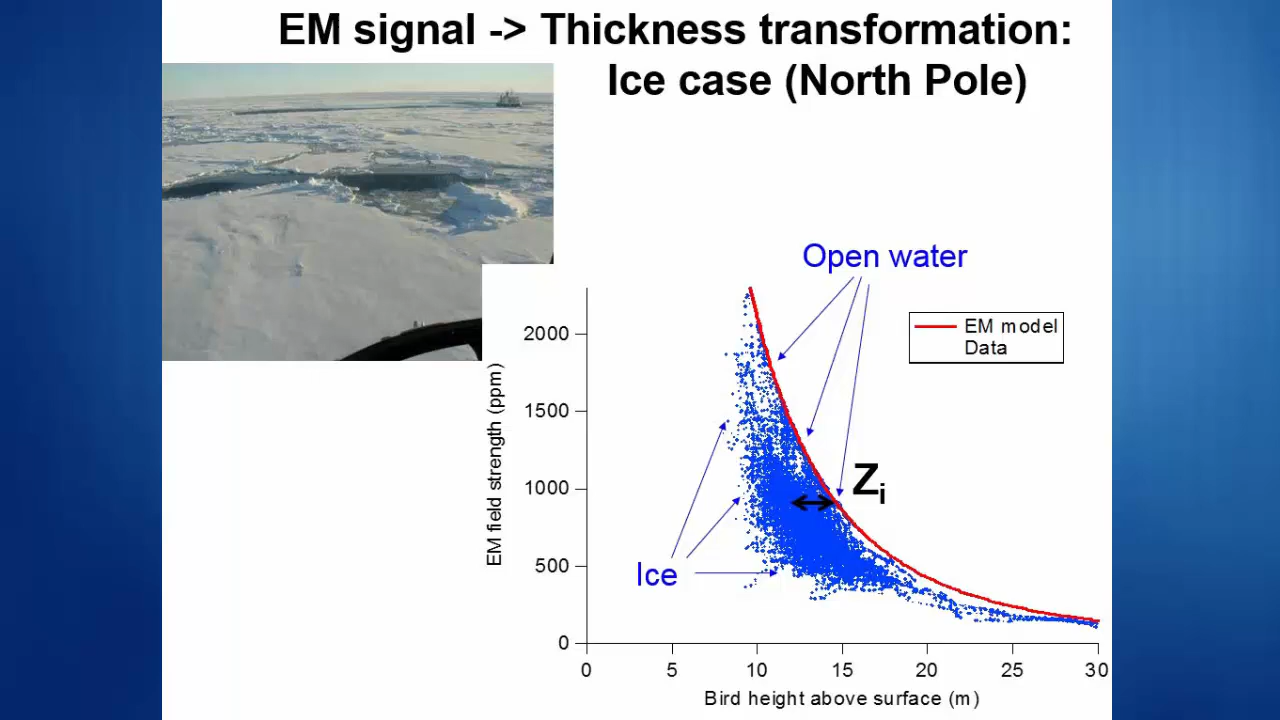 EM signal -> Thickness transformation:
Ice case (North Pole)
Open water
EM model
Data
2000
1500
1000
500
0
EM field strength (ppm)
Zi
Ice
0 5 10 15 20 25 30
Bird height above surface (m)